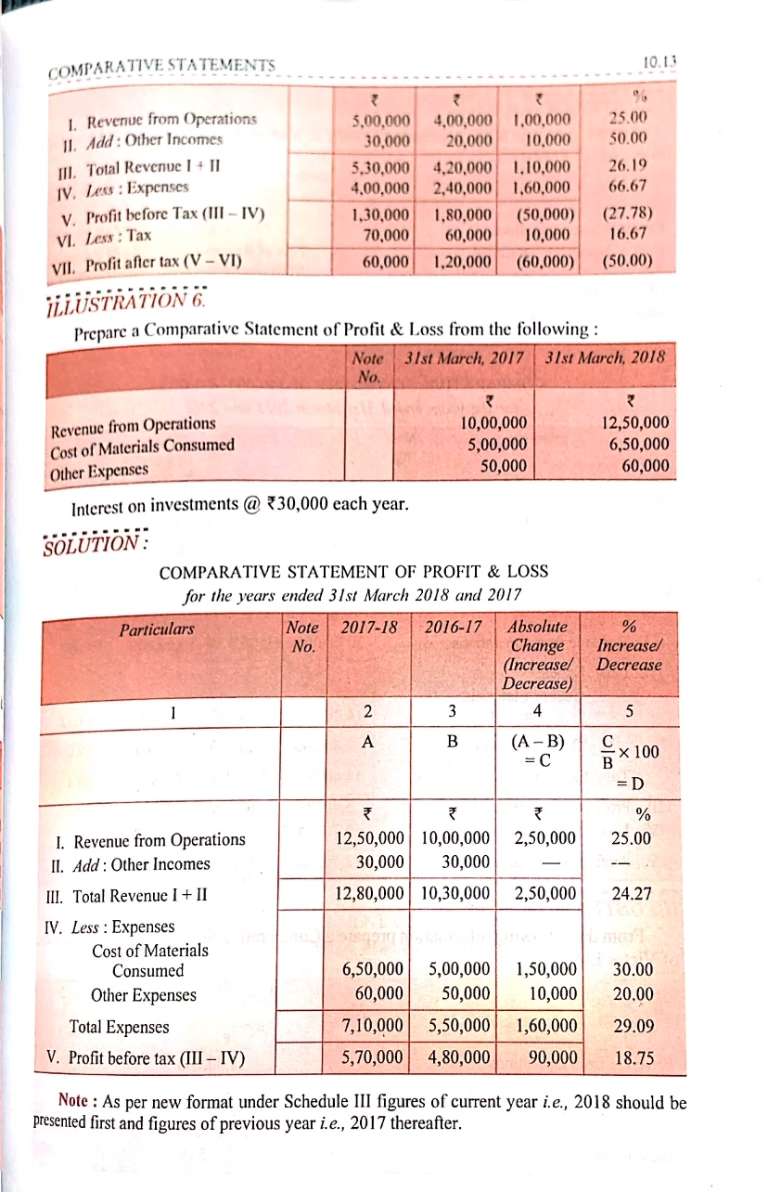 COMPARATIVE STATEMENTS 10.13
₹ ₹ ₹ %
I. Revenue from Operations 5,00,000 4,00,000 1,00,000 25.00
II. Add : Other Incomes 30,000 20,000 10,000 50.00
III. Total Revenue I + II 5,30,000 4,20,000 1,10,000 26.19
IV. Less : Expenses 4,00,000 2,40,000 1,60,000 66.67
V. Profit before Tax (III – IV) 1,30,000 1,80,000 (50,000) (27.78)
VI. Less : Tax 70,000 60,000 10,000 16.67
VII. Profit after tax (V – VI) 60,000 1,20,000 (60,000) (50.00)
ILLUSTRATION 6.
Prepare a Comparative Statement of Profit & Loss from the following :
Note 31st March, 2017 31st March, 2018
No.
₹ ₹
Revenue from Operations 10,00,000 12,50,000
Cost of Materials Consumed 5,00,000 6,50,000
Other Expenses 50,000 60,000
Interest on investments @ ₹30,000 each year.
SOLUTION :
COMPARATIVE STATEMENT OF PROFIT & LOSS
for the years ended 31st March 2018 and 2017
Particulars Note 2017-18 2016-17 Absolute %
No. Change Increase/
(Increase/ Decrease
Decrease)
1 2 3 4 5
A B (A – B) C/B × 100
= C
= D
₹ ₹ ₹ %
I. Revenue from Operations 12,50,000 10,00,000 2,50,000 25.00
II. Add : Other Incomes 30,000 30,000 — --
III. Total Revenue I + II 12,80,000 10,30,000 2,50,000 24.27
IV. Less : Expenses
Cost of Materials
Consumed 6,50,000 5,00,000 1,50,000 30.00
Other Expenses 60,000 50,000 10,000 20.00
Total Expenses 7,10,000 5,50,000 1,60,000 29.09
V. Profit before tax (III – IV) 5,70,000 4,80,000 90,000 18.75
Note : As per new format under Schedule III figures of current year i.e., 2018 should be
presented first and figures of previous year i.e., 2017 thereafter.